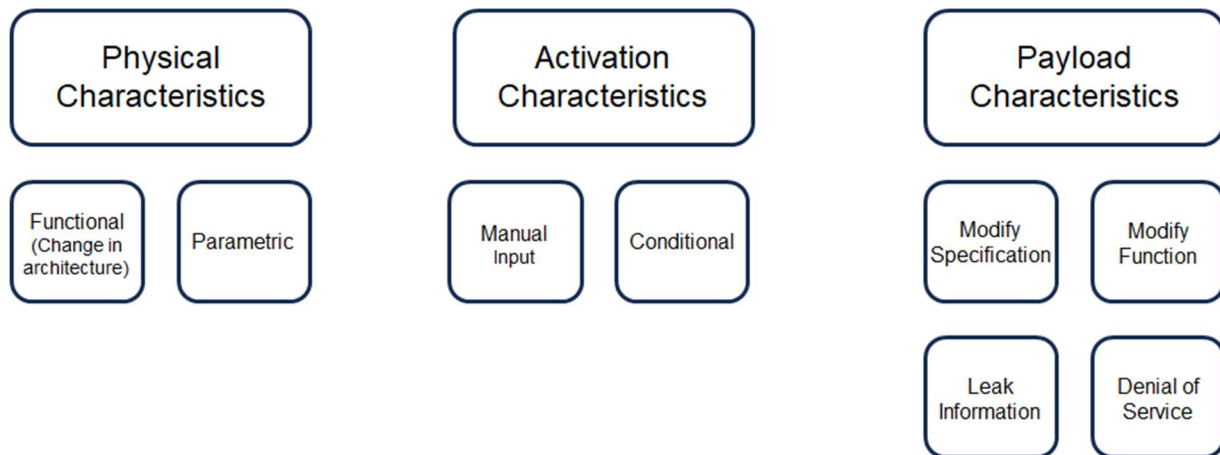 Physical
Characteristics
Activation
Characteristics
Payload
Characteristics
Functional
(Change in
architecture)
Parametric
Manual
Input
Conditional
Modify
Specification
Modify
Function
Leak
Information
Denial of
Service